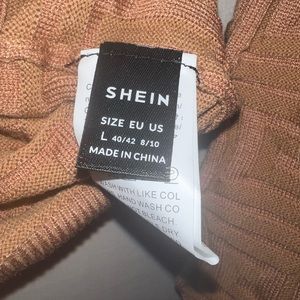 SHEIN
SIZE EU US
L 40/42 8/10
MADE IN CHINA
WASH WITH LIKE COL
HAND WASH CO
BLEACH.
DRY